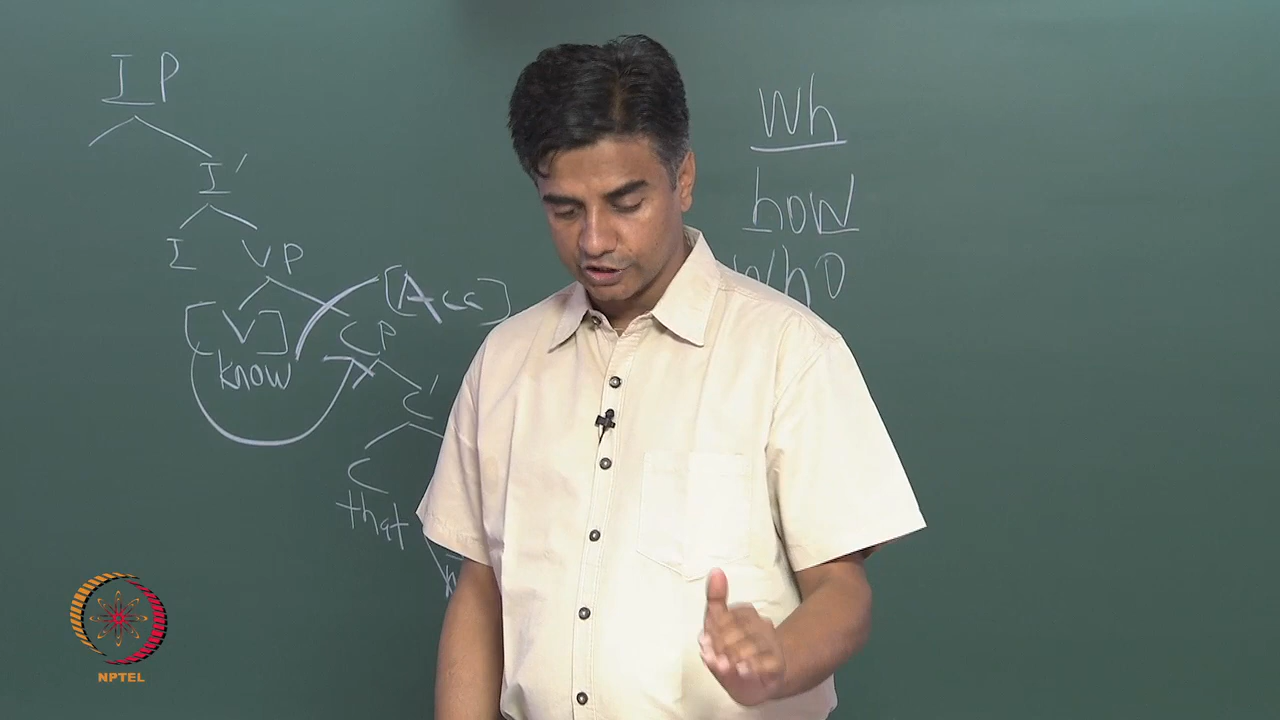 IP
I'
I VP
[V] CP [Acc]
know
C'
C
that
Wh
how
who
NPTEL